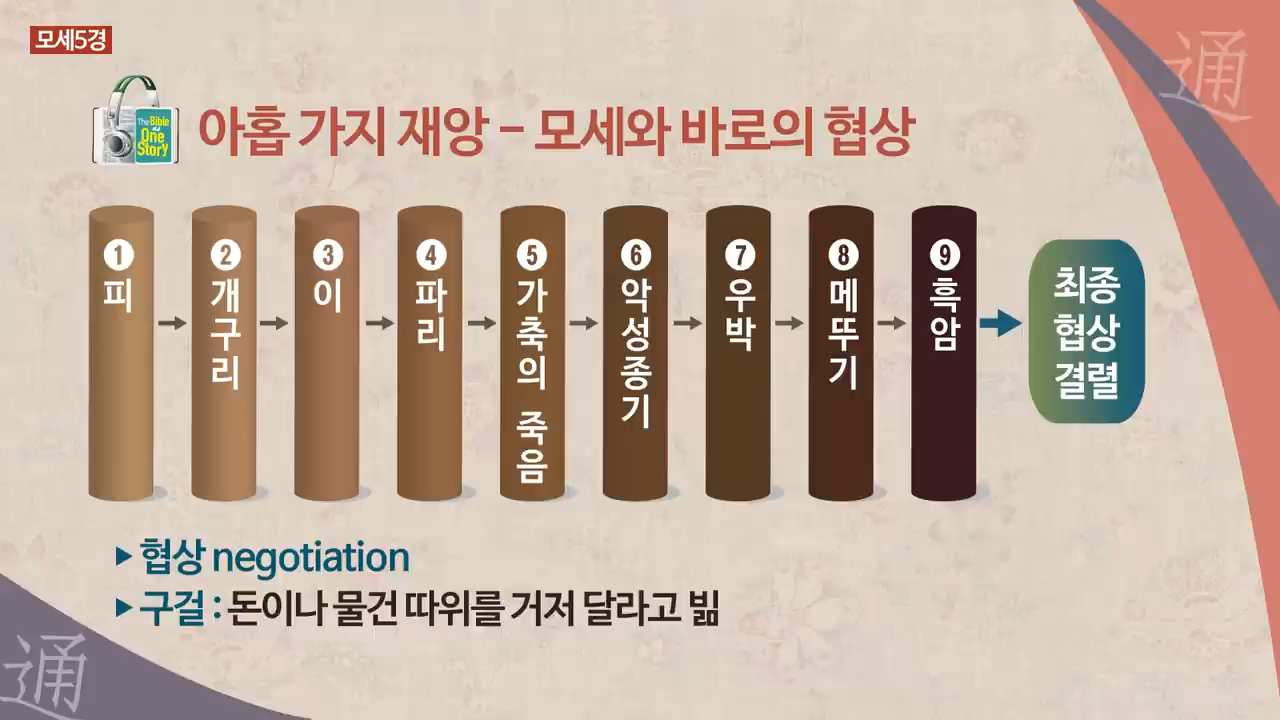 모세5경
通
The Bible
One
Story
아홉 가지 재앙 - 모세와 바로의 협상
1 피
2 개구리
3 이
4 파리
5 가축의 죽음
6 악성종기
7 우박
8 메뚜기
9 흑암
최종
협상
결렬
▶ 협상 negotiation
▶ 구걸 : 돈이나 물건 따위를 거저 달라고 빎
通